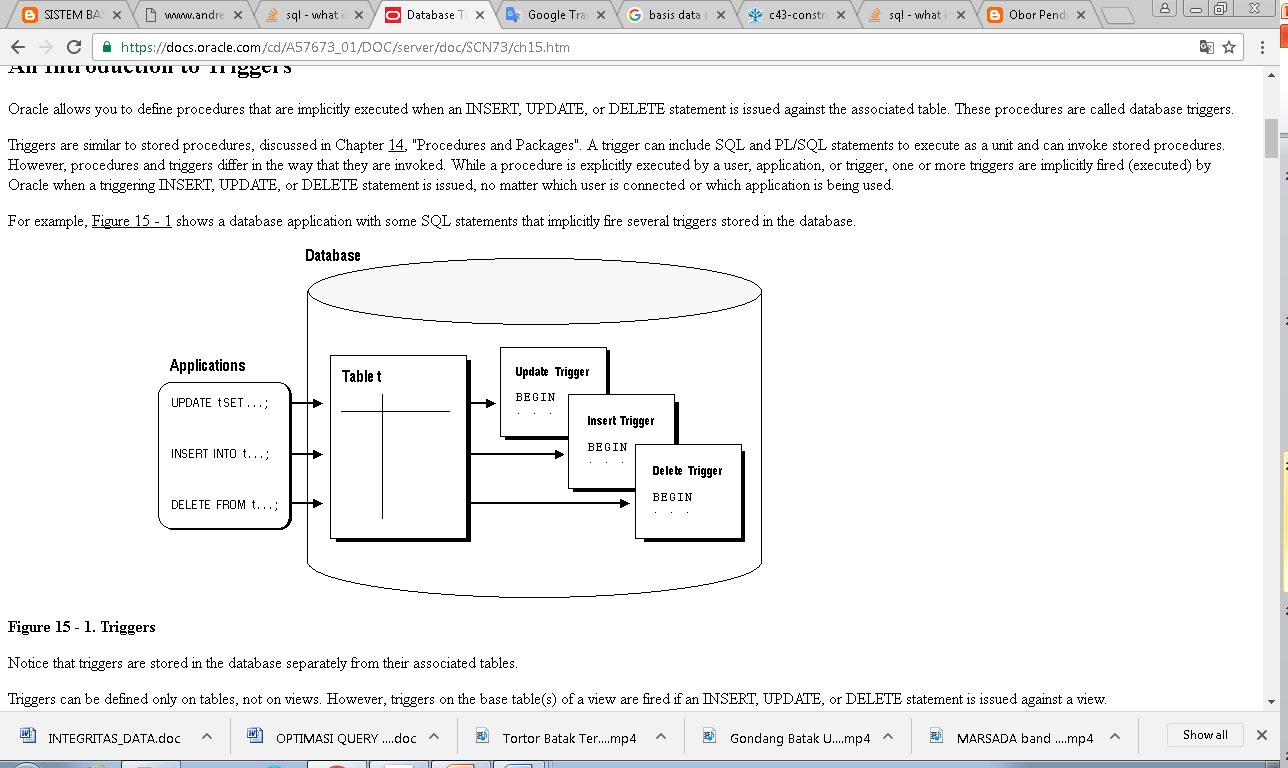 SISTEM BA
www.andre
sql - what i
Database T
Google Tra
basis data
c43-constra
sql - what i
Obor Pend
https://docs.oracle.com/cd/A57673_01/DOC/server/doc/SCN73/ch15.htm
An Introduction to Triggers
Oracle allows you to define procedures that are implicitly executed when an INSERT, UPDATE, or DELETE statement is issued against the associated table. These procedures are called database triggers.
Triggers are similar to stored procedures, discussed in Chapter 14, "Procedures and Packages". A trigger can include SQL and PL/SQL statements to execute as a unit and can invoke stored procedures.
However, procedures and triggers differ in the way that they are invoked. While a procedure is explicitly executed by a user, application, or trigger, one or more triggers are implicitly fired (executed) by
Oracle when a triggering INSERT, UPDATE, or DELETE statement is issued, no matter which user is connected or which application is being used.
For example, Figure 15 - 1 shows a database application with some SQL statements that implicitly fire several triggers stored in the database.
Database
Applications
UPDATE t SET...;
INSERT INTO t...;
DELETE FROM t...;
Table t
Update Trigger
BEGIN
. . .
Insert Trigger
BEGIN
. . .
Delete Trigger
BEGIN
. . .
Figure 15 - 1. Triggers
Notice that triggers are stored in the database separately from their associated tables.
Triggers can be defined only on tables, not on views. However, triggers on the base table(s) of a view are fired if an INSERT, UPDATE, or DELETE statement is issued against a view.
INTEGRITAS_DATA.doc
OPTIMASI QUERY ....doc
Tortor Batak Ter....mp4
Gondang Batak U....mp4
MARSADA band ....mp4
Show all